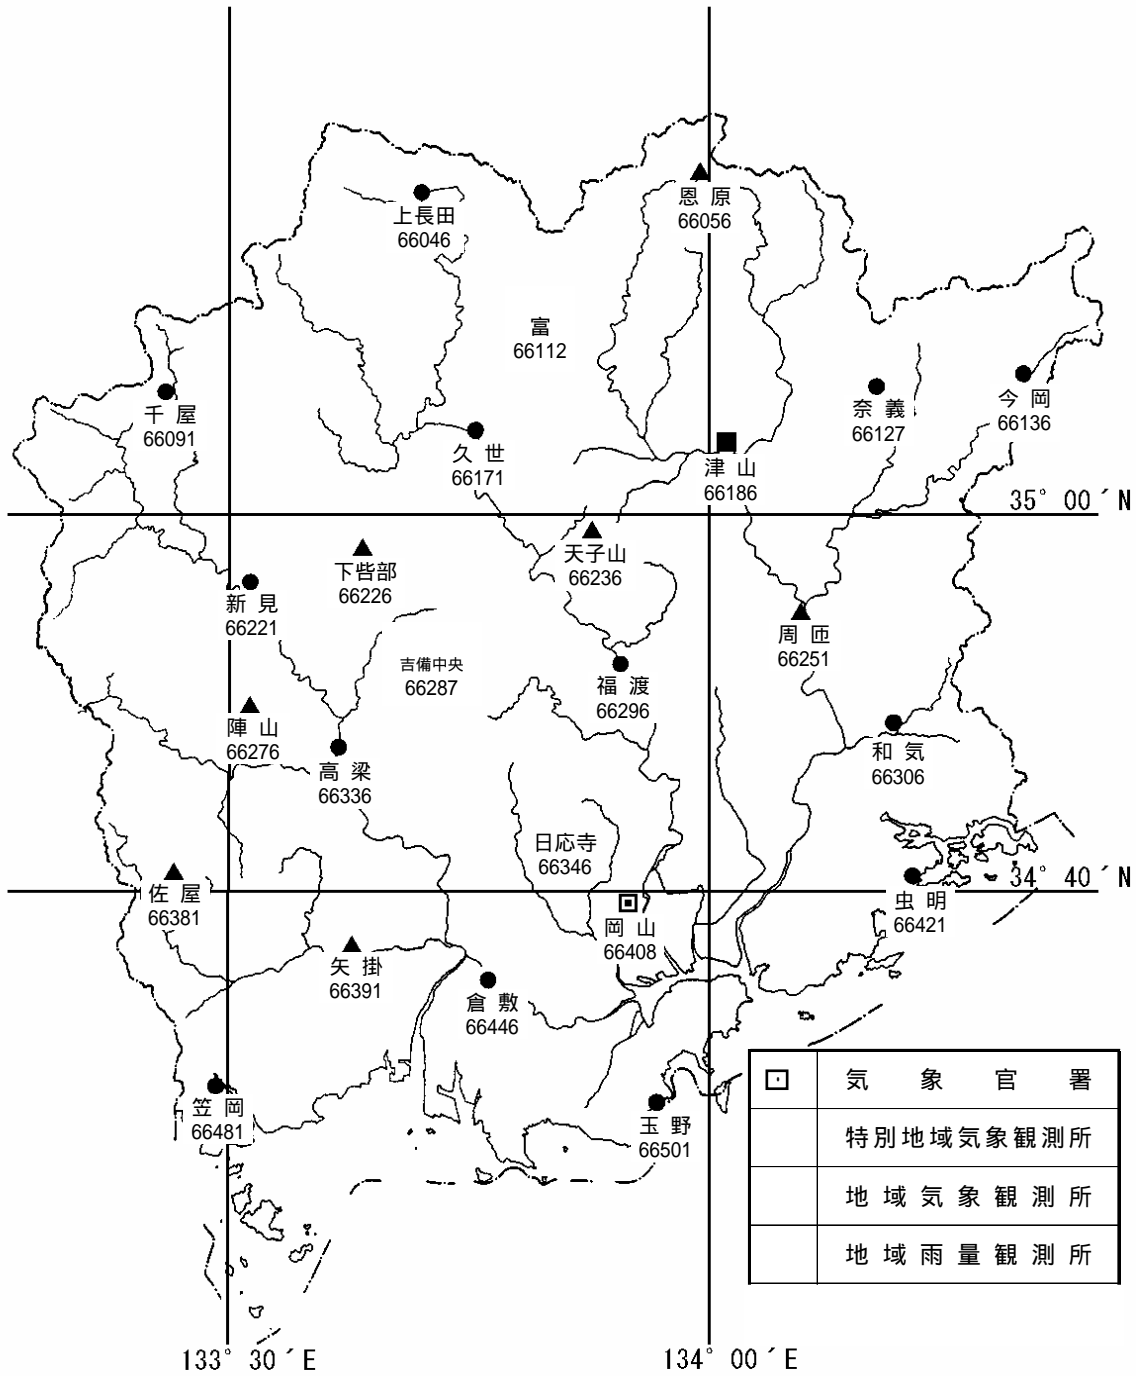 恩原
66056
上長田
66046
富
66112
千屋
66091
奈義
66127
今岡
66136
久世
66171
津山
66186
35° 00´N
天子山
66236
下呰部
66226
新見
66221
周匝
66251
吉備中央
66287
福渡
66296
陣山
66276
高梁
66336
和気
66306
日応寺
66346
34° 40´N
佐屋
66381
虫明
66421
岡山
66408
矢掛
66391
倉敷
66446
笠岡
66481
玉野
66501
気象官署
特別地域気象観測所
地域気象観測所
地域雨量観測所
133° 30´E
134° 00´E